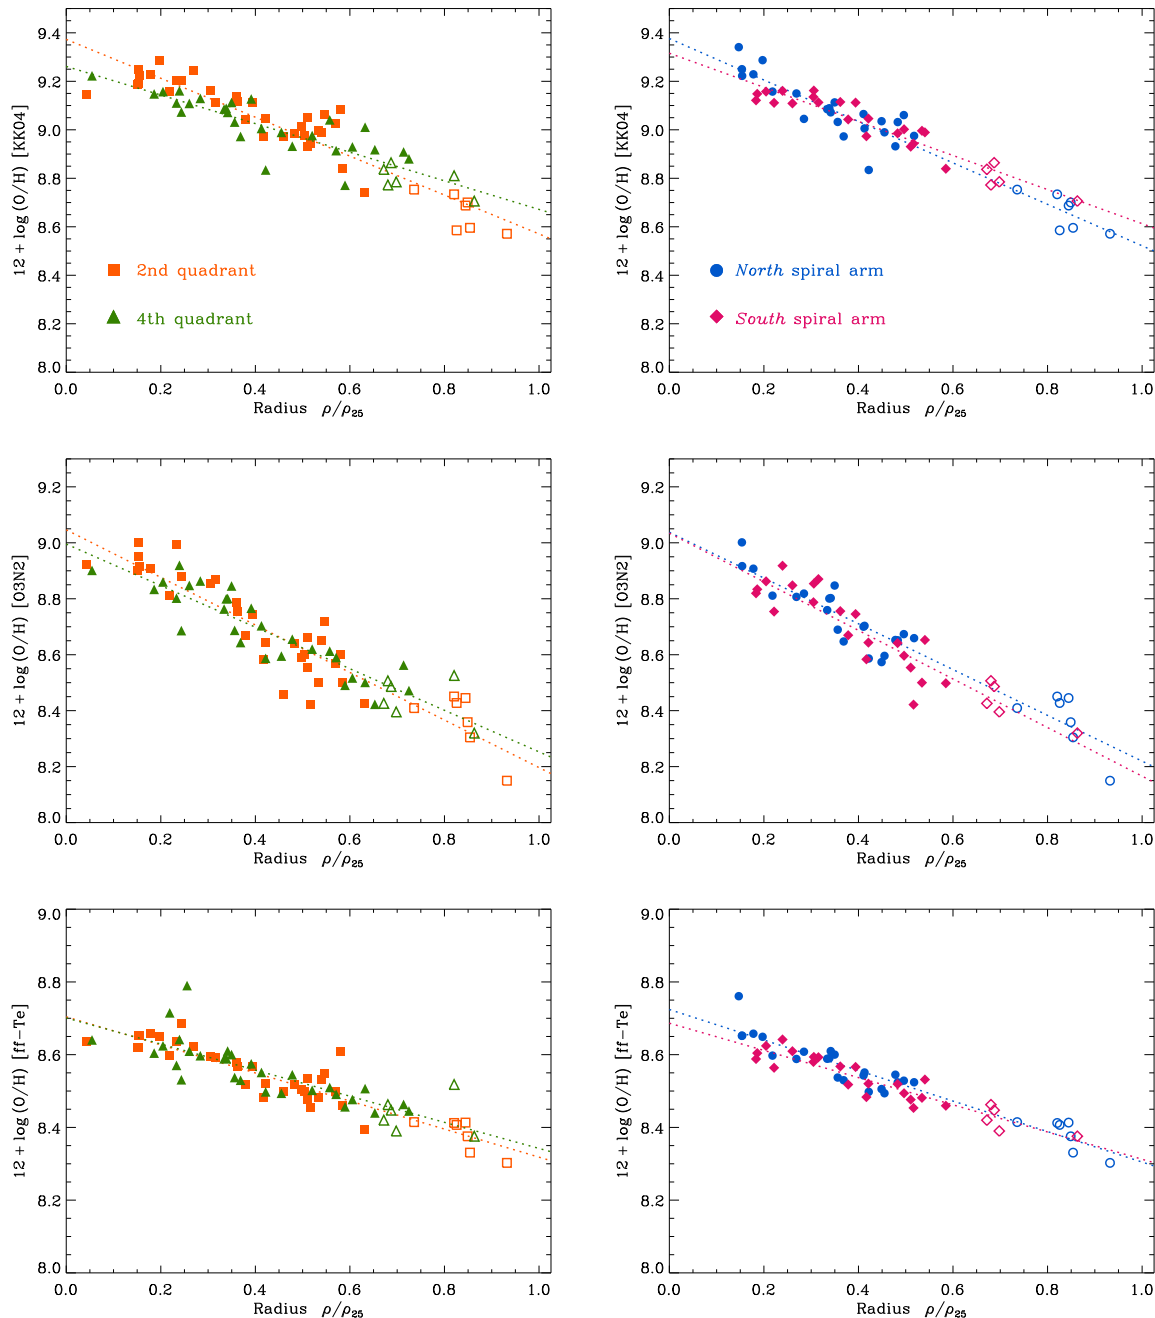 9.4
9.2
9.0
8.8
8.6
8.4
8.2
8.0
12 + log (O/H) [KK04]
2nd quadrant
4th quadrant
0.0 0.2 0.4 0.6 0.8 1.0
Radius ρ/ρ25
9.4
9.2
9.0
8.8
8.6
8.4
8.2
8.0
12 + log (O/H) [KK04]
North spiral arm
South spiral arm
0.0 0.2 0.4 0.6 0.8 1.0
Radius ρ/ρ25
9.2
9.0
8.8
8.6
8.4
8.2
8.0
12 + log (O/H) [O3N2]
0.0 0.2 0.4 0.6 0.8 1.0
Radius ρ/ρ25
9.2
9.0
8.8
8.6
8.4
8.2
8.0
12 + log (O/H) [O3N2]
0.0 0.2 0.4 0.6 0.8 1.0
Radius ρ/ρ25
9.0
8.8
8.6
8.4
8.2
8.0
12 + log (O/H) [ff-Te]
0.0 0.2 0.4 0.6 0.8 1.0
Radius ρ/ρ25
9.0
8.8
8.6
8.4
8.2
8.0
12 + log (O/H) [ff-Te]
0.0 0.2 0.4 0.6 0.8 1.0
Radius ρ/ρ25